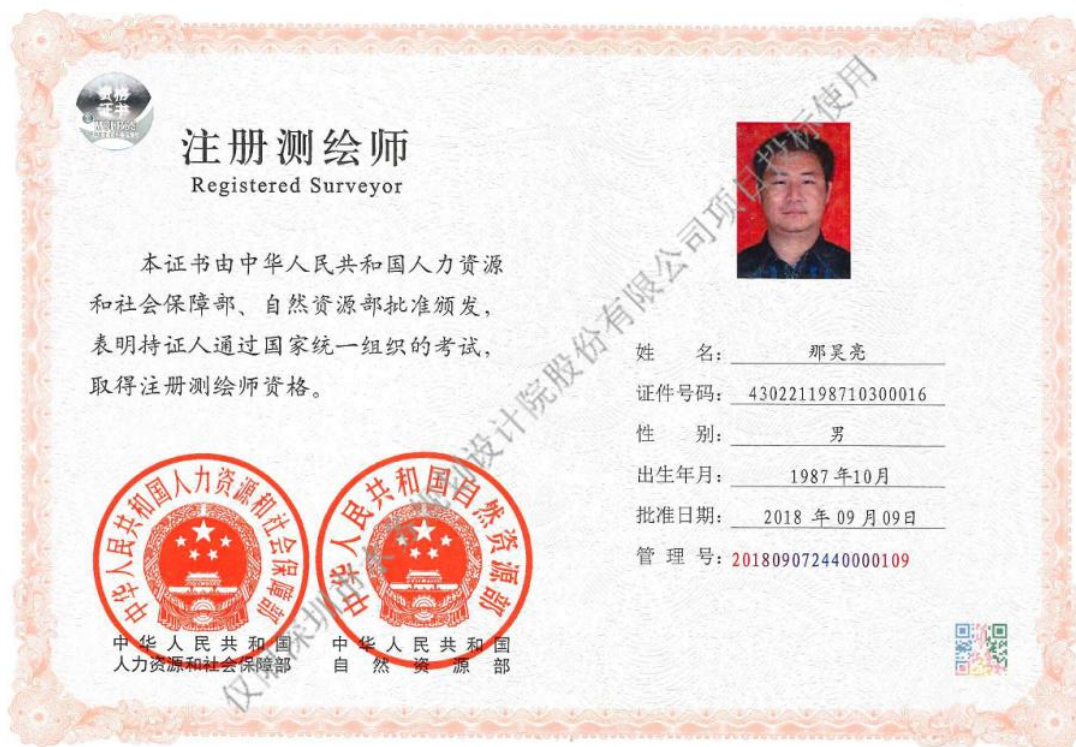 资格
证书
注册测绘师
Registered Surveyor
本证书由中华人民共和国人力资源
和社会保障部、自然资源部批准颁发，
表明持证人通过国家统一组织的考试，
取得注册测绘师资格。
中华人民共和国人力资源和社会保障部
中华人民共和国自然资源部
中华人民共和国
人力资源和社会保障部
中华人民共和国
自然资源部
姓名：那昊亮
证件号码：430221198710300016
性别：男
出生年月：1987年10月
批准日期：2018年09月09日
管理号：201809072440000109
设计院股份有限公司项目投标使用